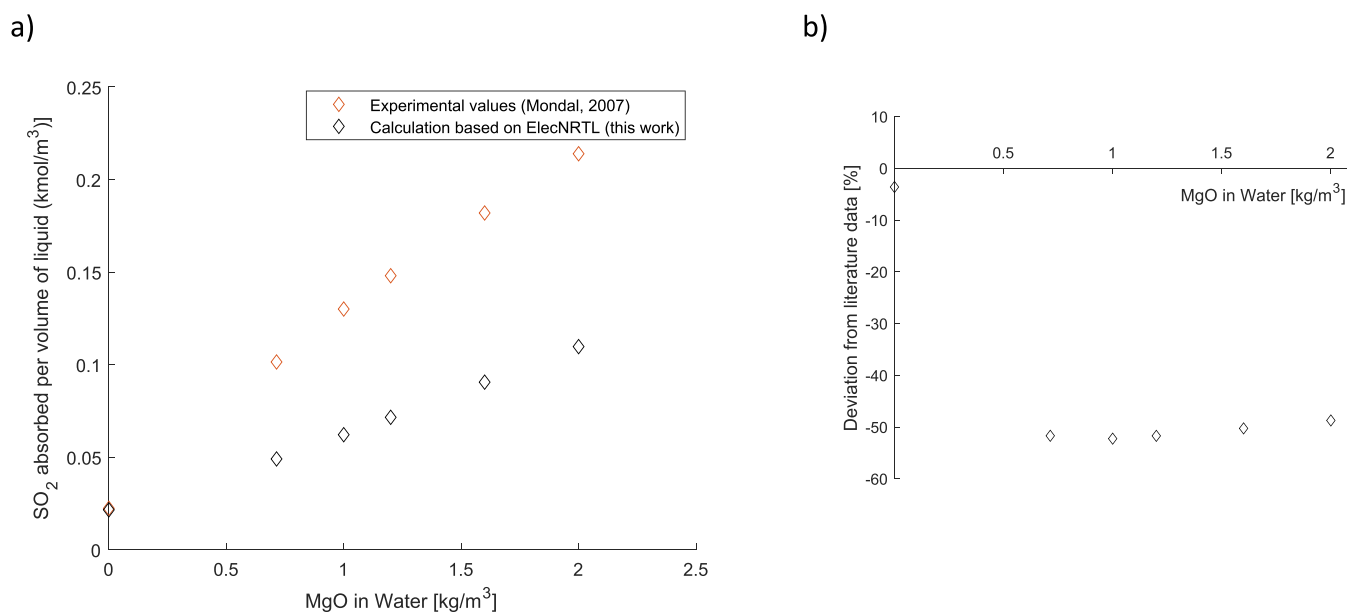 a)
0.25
0.2
0.15
0.1
0.05
0
SO2 absorbed per volume of liquid (kmol/m3)]
Experimental values (Mondal, 2007)
Calculation based on ElecNRTL (this work)
0 0.5 1 1.5 2 2.5
MgO in Water [kg/m3]
b)
10
0
-10
-20
-30
-40
-50
-60
Deviation from literature data [%]
0.5 1 1.5 2
MgO in Water [kg/m3]